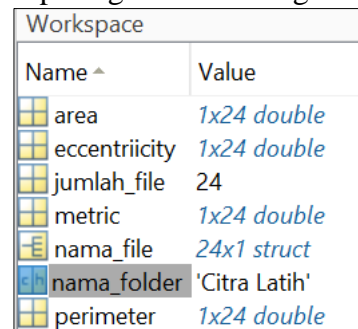 Workspace
Name Value
area 1x24 double
eccentriicity 1x24 double
jumlah_file 24
metric 1x24 double
nama_file 24x1 struct
ch nama_folder 'Citra Latih'
perimeter 1x24 double